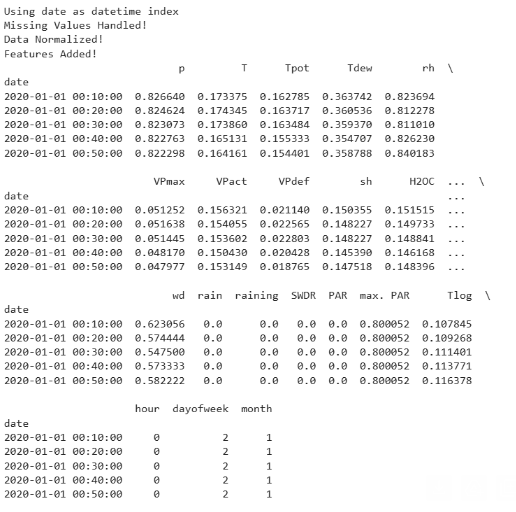 Using date as datetime index
Missing Values Handled!
Data Normalized!
Features Added!
p T Tpot Tdew rh \
date
2020-01-01 00:10:00 0.826640 0.173375 0.162785 0.363742 0.823694
2020-01-01 00:20:00 0.824624 0.174345 0.163717 0.360536 0.812278
2020-01-01 00:30:00 0.823073 0.173860 0.163484 0.359370 0.811010
2020-01-01 00:40:00 0.822763 0.165131 0.155333 0.354707 0.826230
2020-01-01 00:50:00 0.822298 0.164161 0.154401 0.358788 0.840183
VPmax VPact VPdef sh H2OC ... \
date ...
2020-01-01 00:10:00 0.051252 0.156321 0.021140 0.150355 0.151515 ...
2020-01-01 00:20:00 0.051638 0.154055 0.022565 0.148227 0.149733 ...
2020-01-01 00:30:00 0.051445 0.153602 0.022803 0.148227 0.148841 ...
2020-01-01 00:40:00 0.048170 0.150430 0.020428 0.145390 0.146168 ...
2020-01-01 00:50:00 0.047977 0.153149 0.018765 0.147518 0.148396 ...
wd rain raining SWDR PAR max. PAR Tlog \
date
2020-01-01 00:10:00 0.623056 0.0 0.0 0.0 0.0 0.800052 0.107845
2020-01-01 00:20:00 0.574444 0.0 0.0 0.0 0.0 0.800052 0.109268
2020-01-01 00:30:00 0.547500 0.0 0.0 0.0 0.0 0.800052 0.111401
2020-01-01 00:40:00 0.573333 0.0 0.0 0.0 0.0 0.800052 0.113771
2020-01-01 00:50:00 0.582222 0.0 0.0 0.0 0.0 0.800052 0.116378
hour dayofweek month
date
2020-01-01 00:10:00 0 2 1
2020-01-01 00:20:00 0 2 1
2020-01-01 00:30:00 0 2 1
2020-01-01 00:40:00 0 2 1
2020-01-01 00:50:00 0 2 1